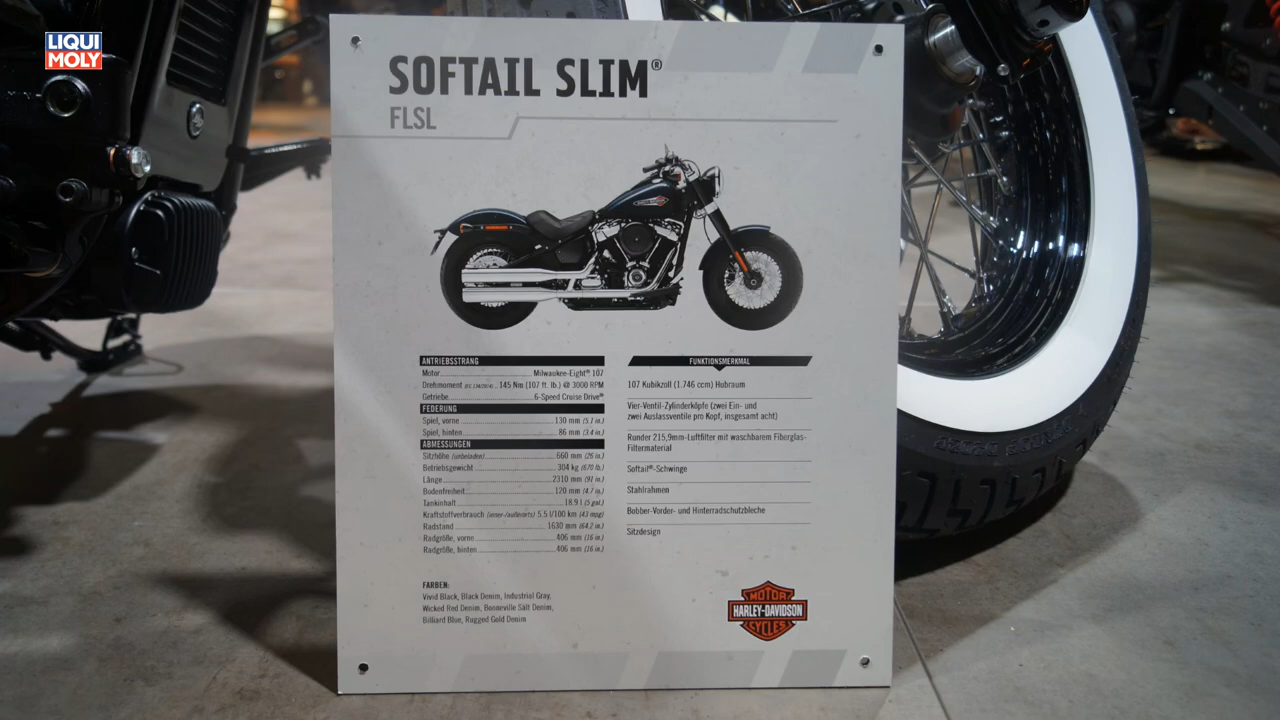 LIQUI
MOLY
SOFTAIL SLIM®
FLSL
ANTRIEBSSTRANG
Motor Milwaukee-Eight® 107
Drehmoment 145 Nm (107 ft. lb.) @ 3000 RPM
Getriebe 6-Speed Cruise Drive®
FEDERUNG
Spiel, vorne 130 mm (5.1 in.)
Spiel, hinten 86 mm (3.4 in.)
ABMESSUNGEN
Sitzhöhe (unbeladen) 660 mm (26 in.)
Betriebsgewicht 304 kg (670 lb.)
Länge 2310 mm (91 in.)
Bodenfreiheit 120 mm (4.7 in.)
Tankinhalt 18.9 l (5 gal.)
Kraftstoffverbrauch (inner-/außerorts) 5.5 l/100 km (43 mpg)
Radstand 1630 mm (64.2 in.)
Radgröße, vorne 406 mm (16 in.)
Radgröße, hinten 406 mm (16 in.)
FUNKTIONSMERKMAL
107 Kubikzoll (1.746 ccm) Hubraum
Vier-Ventil-Zylinderköpfe (zwei Ein- und
zwei Auslassventile pro Kopf, insgesamt acht)
Runder 215,9mm-Luftfilter mit waschbarem Fiberglas-
Filtermaterial
Softail®-Schwinge
Stahlrahmen
Bobber-Vorder- und Hinterradschutzbleche
Sitzdesign
FARBEN:
Vivid Black, Black Denim, Industrial Gray,
Wicked Red Denim, Bonneville Salt Denim,
Billiard Blue, Rugged Gold Denim
MOTOR
HARLEY-DAVIDSON
CYCLES